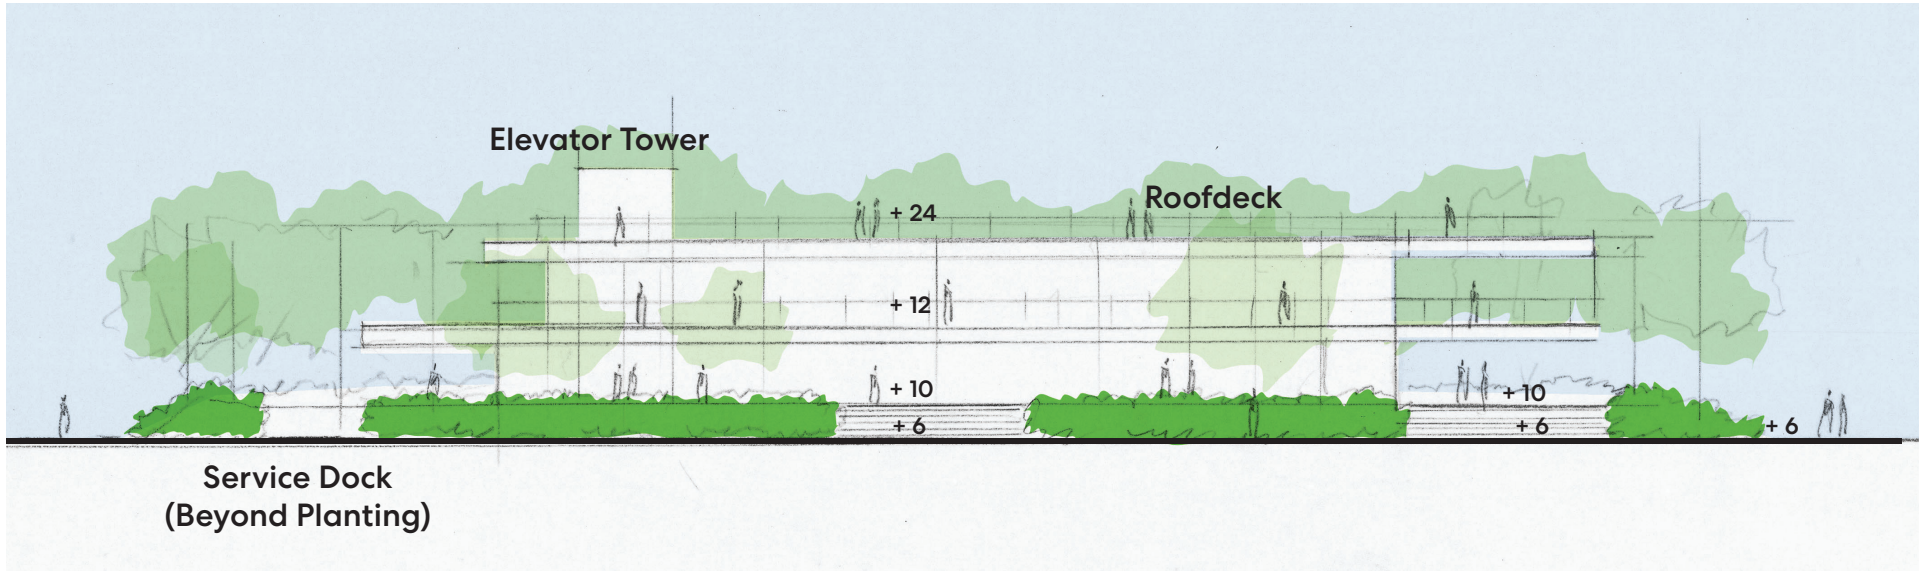 Elevator Tower
Roofdeck
+ 24
+ 12
+ 10
+ 10
+ 6
+ 6
+ 6
Service Dock
(Beyond Planting)